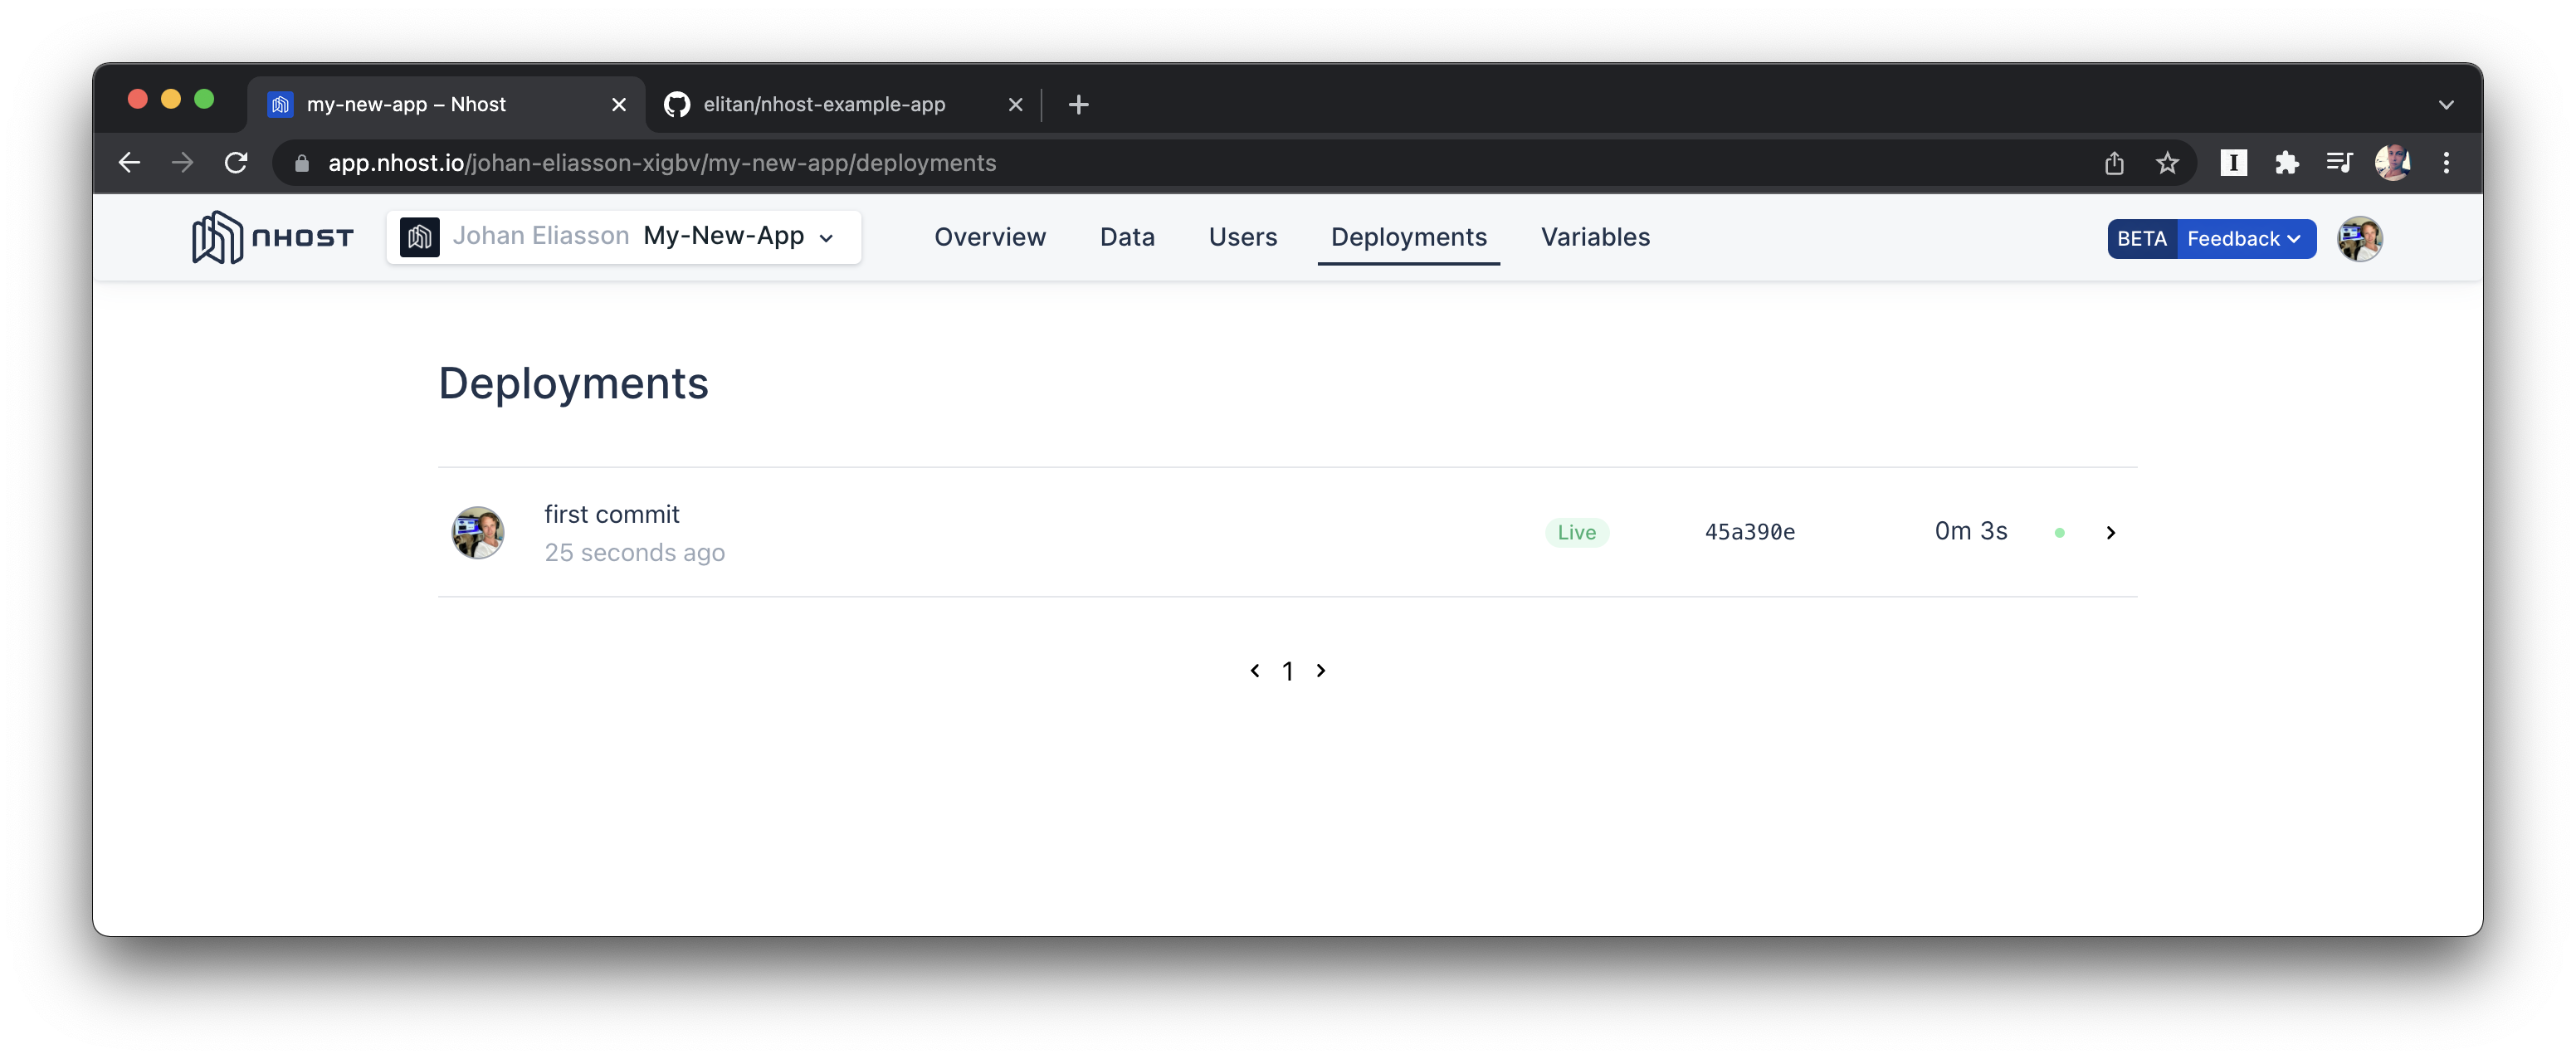 my-new-app – Nhost
elitan/nhost-example-app
app.nhost.io/johan-eliasson-xigbv/my-new-app/deployments
I
nHOST
Johan Eliasson My-New-App
Overview
Data
Users
Deployments
Variables
BETA Feedback
Deployments
first commit
25 seconds ago
Live
45a390e
0m 3s
1